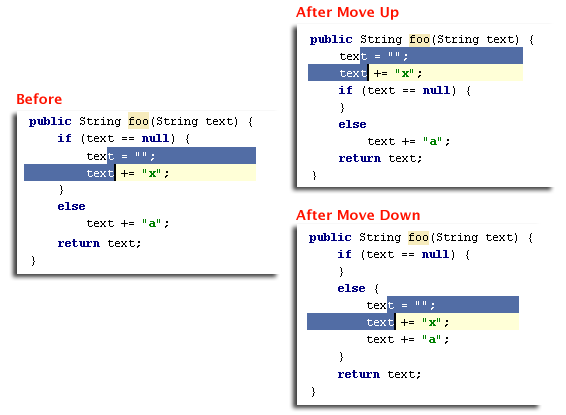 Before
public String foo(String text) {
    if (text == null) {
        text = "";
        text += "x";
    }
    else
        text += "a";
    return text;
}
After Move Up
public String foo(String text) {
    text = "";
    text += "x";
    if (text == null) {
    }
    else
        text += "a";
    return text;
}
After Move Down
public String foo(String text) {
    if (text == null) {
    }
    else {
        text = "";
        text += "x";
        text += "a";
    }
    return text;
}